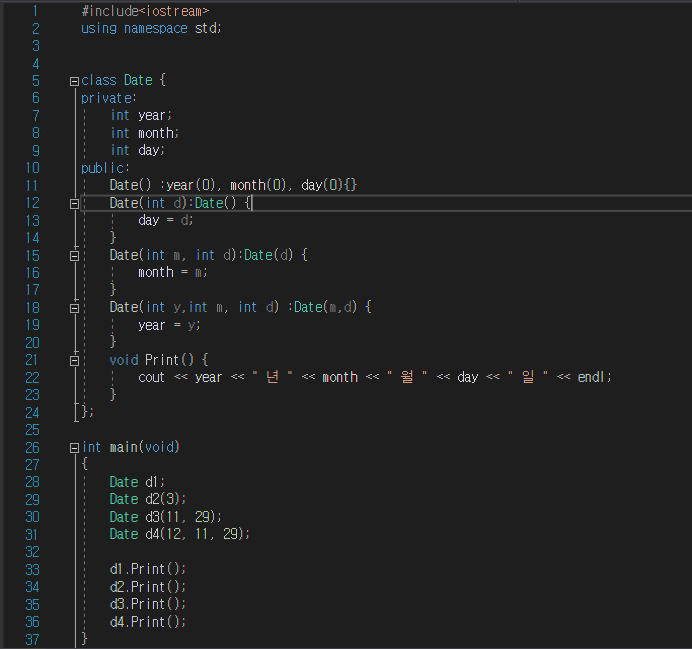 1 #include<iostream>
2 using namespace std;
3
4
5 class Date {
6 private:
7 int year;
8 int month;
9 int day;
10 public:
11 Date() :year(0), month(0), day(0){}
12 Date(int d):Date() {
13 day = d;
14 }
15 Date(int m, int d):Date(d) {
16 month = m;
17 }
18 Date(int y,int m, int d) :Date(m,d) {
19 year = y;
20 }
21 void Print() {
22 cout << year << " 년 " << month << " 월 " << day << " 일 " << endl;
23 }
24 };
25
26 int main(void)
27 {
28 Date d1;
29 Date d2(3);
30 Date d3(11, 29);
31 Date d4(12, 11, 29);
32
33 d1.Print();
34 d2.Print();
35 d3.Print();
36 d4.Print();
37 }